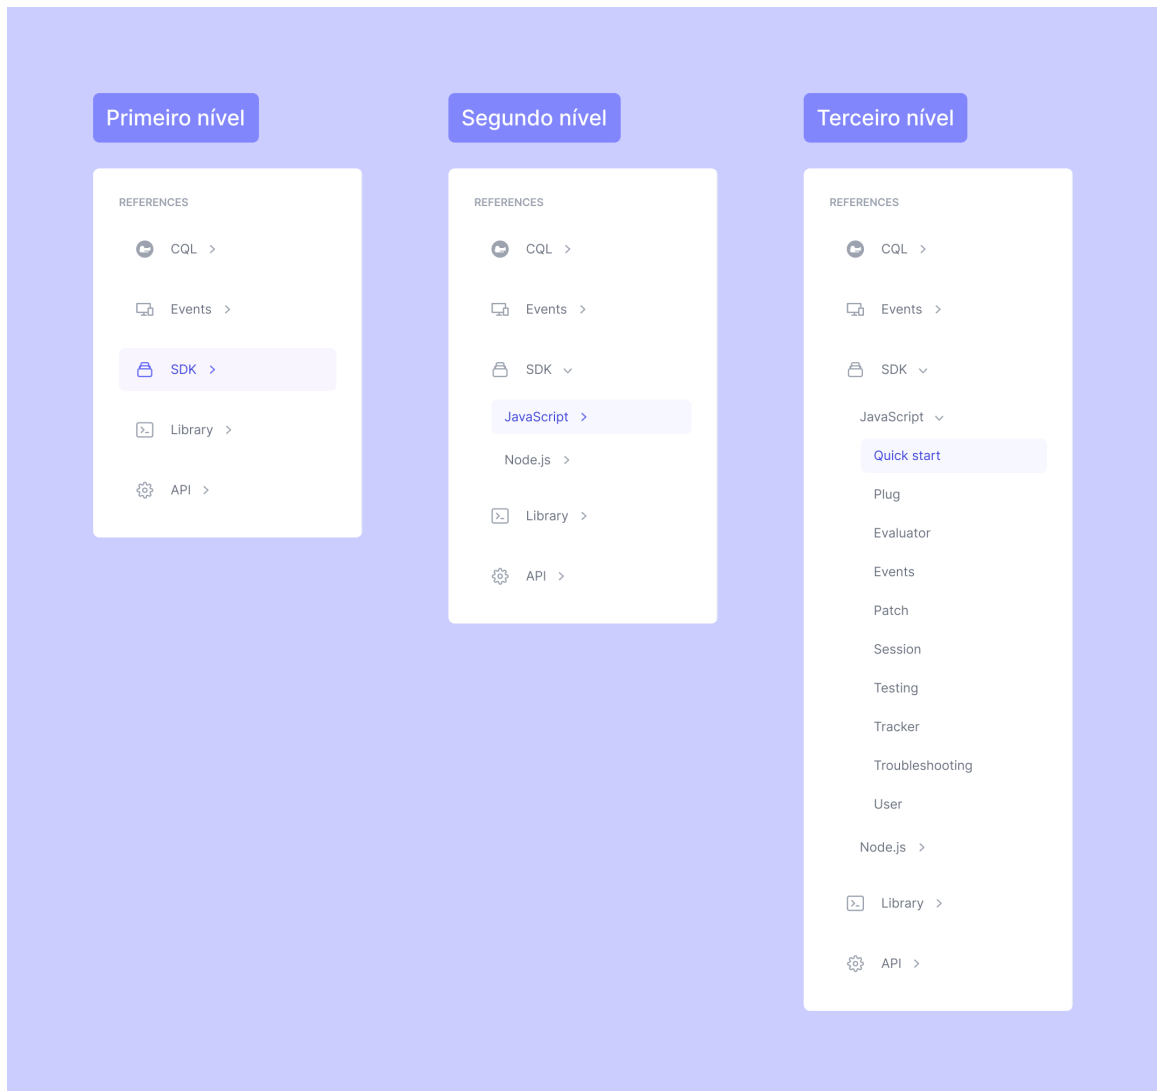 Primeiro nível
REFERENCES
CQL
Events
SDK
Library
API
Segundo nível
REFERENCES
CQL
Events
SDK
JavaScript
Node.js
Library
API
Terceiro nível
REFERENCES
CQL
Events
SDK
JavaScript
Quick start
Plug
Evaluator
Events
Patch
Session
Testing
Tracker
Troubleshooting
User
Node.js
Library
API